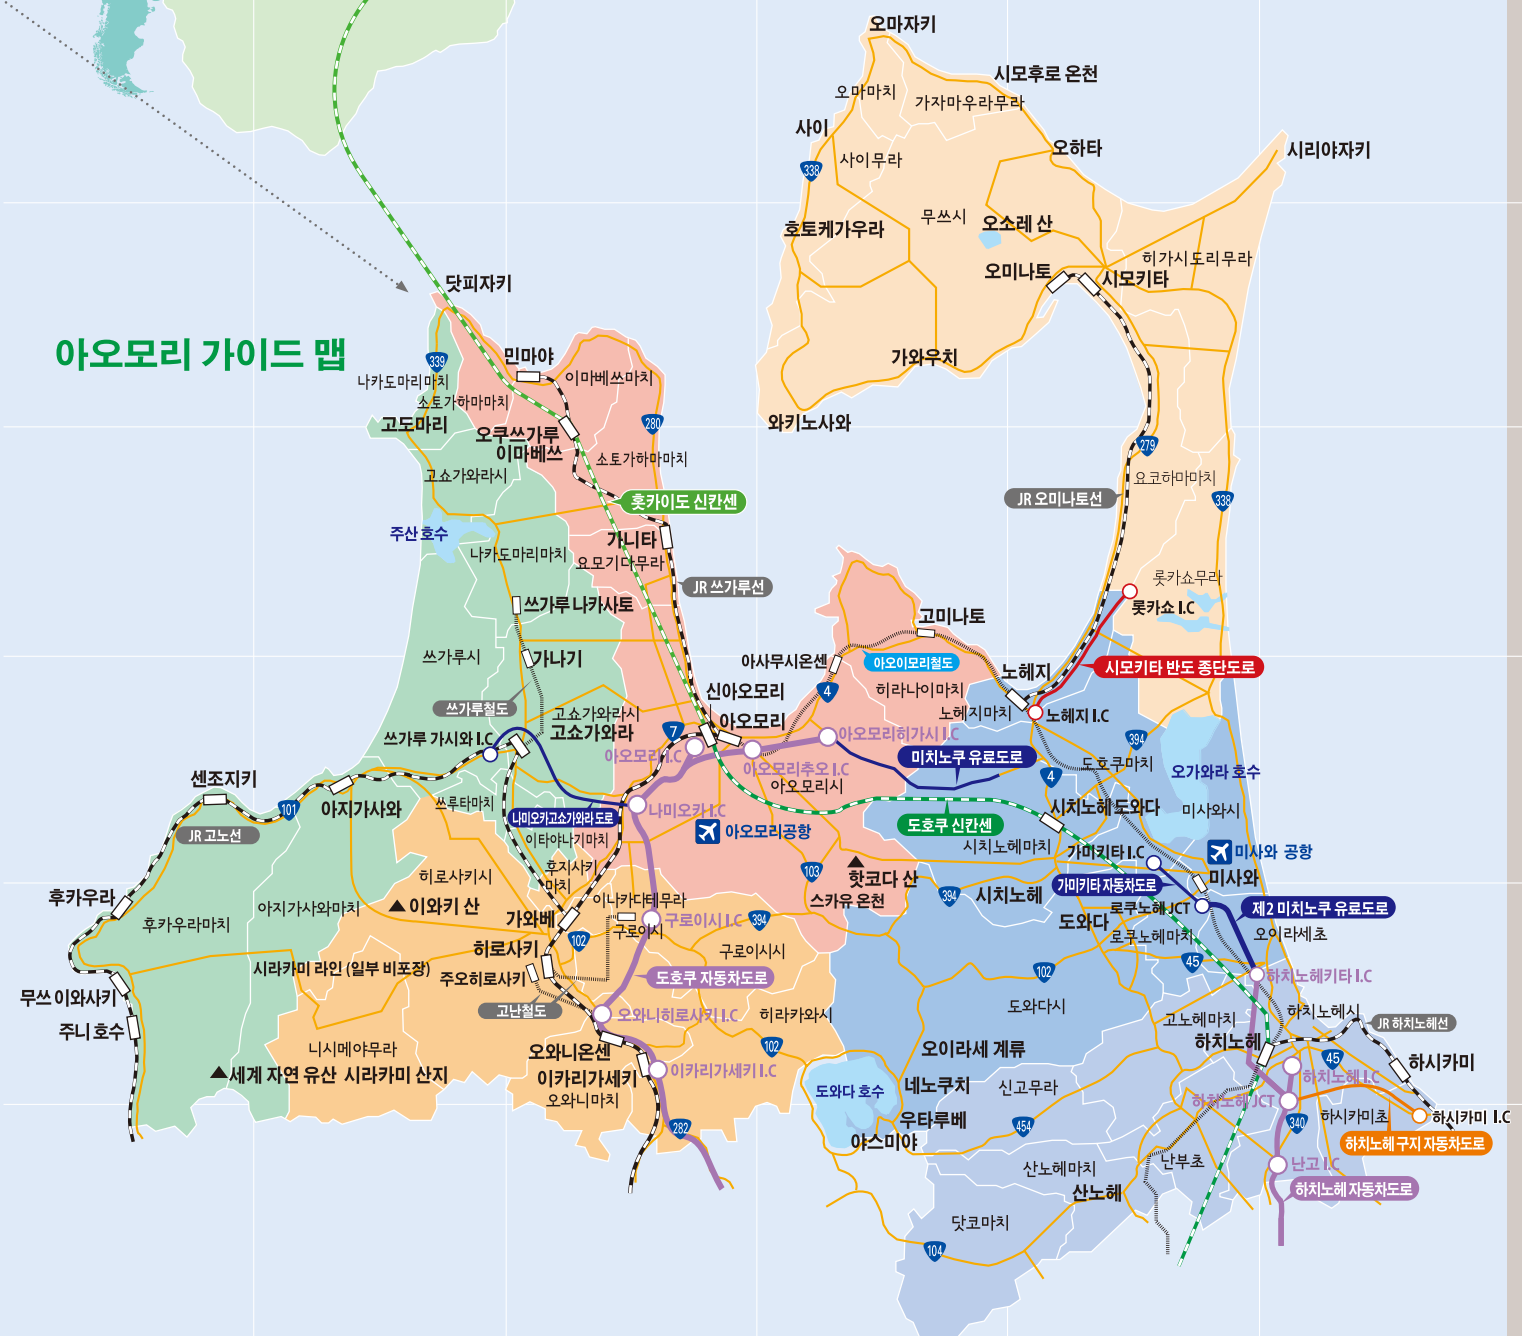 오마자키
시모후로 온천
오마마치
가자마우라무라
사이
오하타
시리야자키
사이무라
338
무쓰시
오소레 산
호토케가우라
히가시도리무라
오미나토
시모키타
닷피자키
아오모리 가이드 맵
민마야
339
가와우치
나카도마리마치
이마베쓰마치
소토가하마마치
와키노사와
고도마리
280
오쿠쓰가루
이마베쓰
279
소토가하마마치
고쇼가와라시
요코하마마치
JR 오미나토선
338
홋카이도 신칸센
주산 호수
가니타
나카도마리마치
요모기다무라
롯카쇼무라
JR 쓰가루선
쓰가루 나카사토
롯카쇼 I.C
고미나토
쓰가루시
가나기
아사무시온센
아오이모리철도
노헤지
시모키타 반도 종단도로
신아오모리
4
히라나이마치
쓰가루철도
고쇼가와라시
아오모리
노헤지마치
노헤지 I.C
고쇼가와라
7
쓰가루 가시와 I.C
아오모리 I.C
아오모리히가시 I.C
394
아오모리추오 I.C
미치노쿠 유료도로
도호쿠마치
오가와라 호수
센조지키
4
아오모리시
101
아지가사와
쓰루타마치
나미오카 I.C
시치노헤 도와다
미사와시
나미오카고쇼가와라 도로
도호쿠 신칸센
JR 고노선
아오모리공항
이타야나기마치
시치노헤마치
가미키타 I.C
미사와 공항
후지사키
마치
103
핫코다 산
미사와
히로사키시
가미키타 자동차도로
후카우라
394
시치노헤
이와키 산
이나카다테무라
스카유 온천
로쿠노헤 JCT
제2 미치노쿠 유료도로
아지가사와마치
가와베
구로이시 I.C
394
도와다
후카우라마치
구로이시
로쿠노헤마치
오이라세초
102
히로사키
구로이시시
45
시라카미 라인 (일부 비포장)
주오히로사키
도호쿠 자동차도로
102
하치노헤키타 I.C
무쓰 이와사키
고난철도
도와다시
하치노헤시
오와니히로사키 I.C
히라카와시
고노헤마치
JR 하치노헤선
주니 호수
하치노헤
102
니시메야무라
오와니온센
오이라세 계류
45
하시카미
세계 자연 유산 시라카미 산지
이카리가세키
이카리가세키 I.C
네노쿠치
신고무라
하치노헤 I.C
오와니마치
도와다 호수
하치노헤 JCT
우타루베
하시카미초
하시카미 I.C
282
454
340
야스미야
하치노헤 구지 자동차도로
난부초
난고 I.C
산노헤마치
산노헤
하치노헤 자동차도로
닷코마치
104